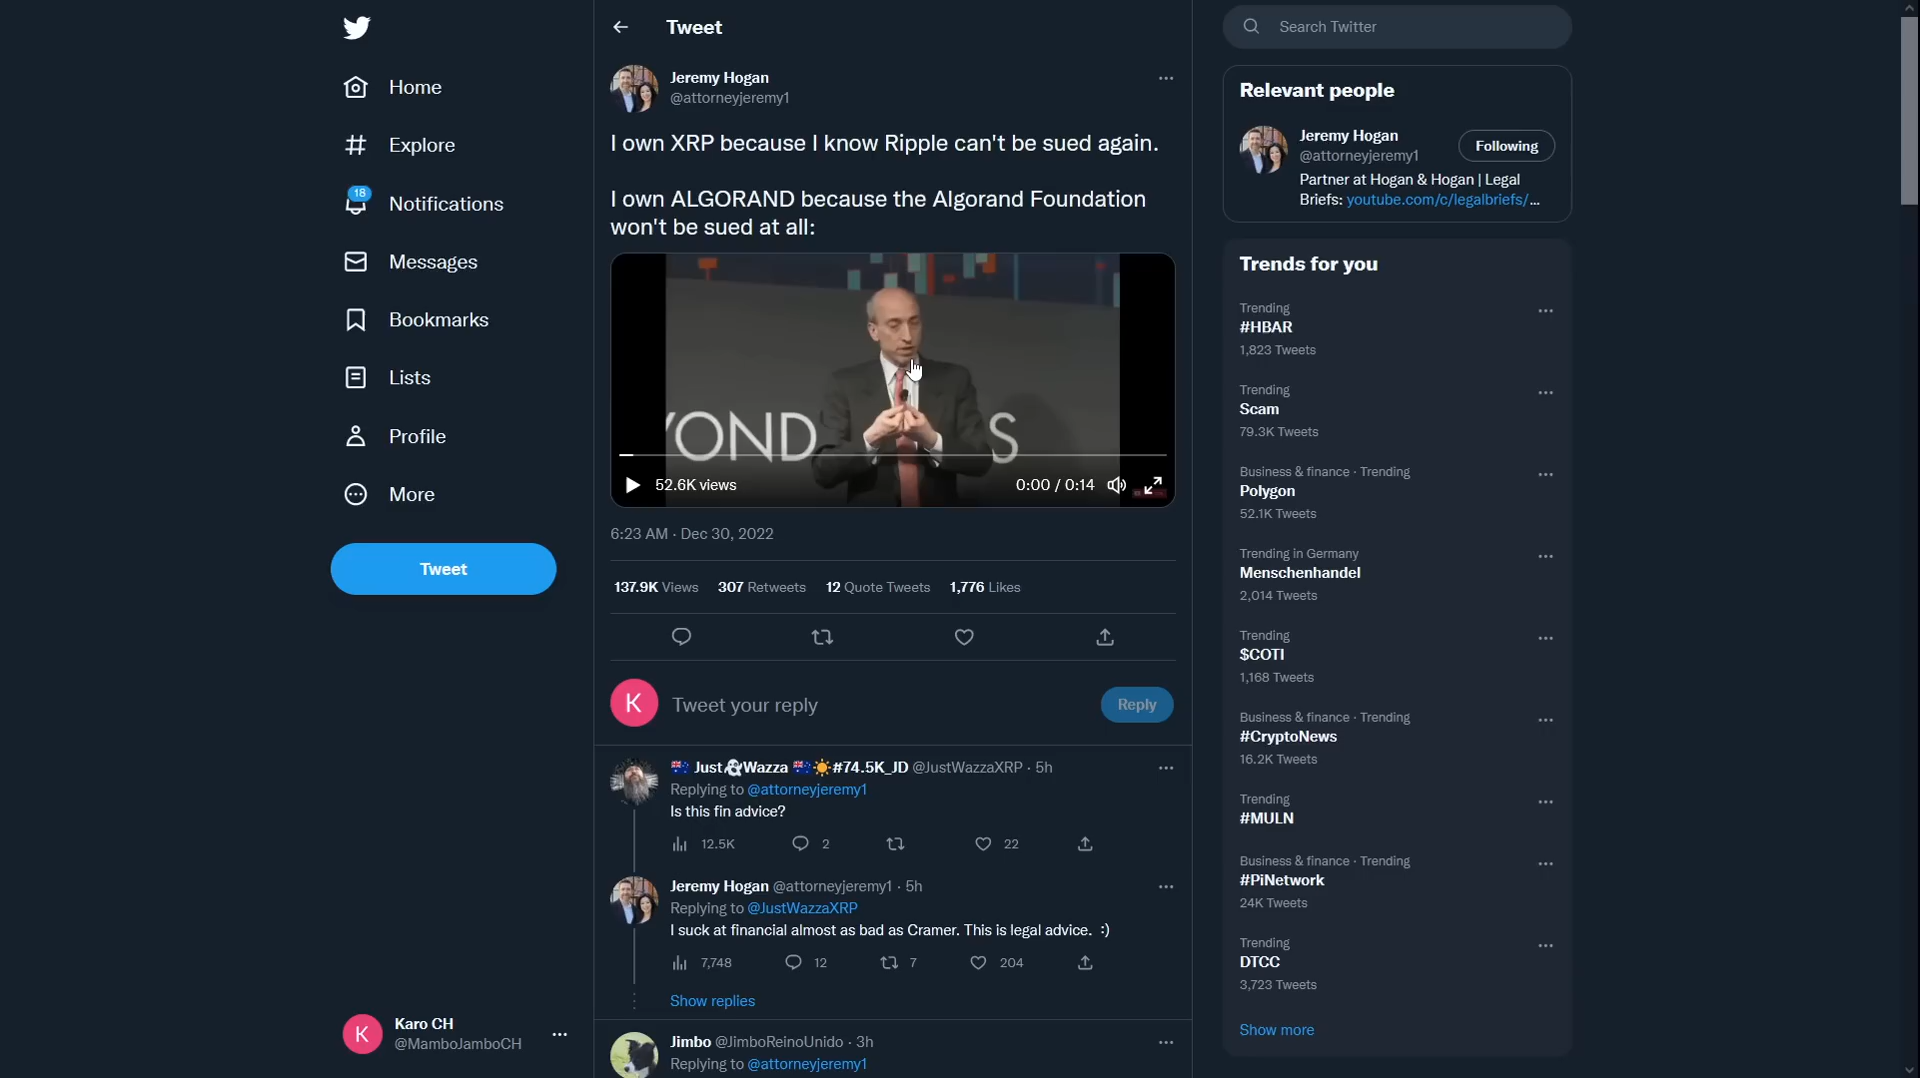 Home
Explore
18
Notifications
Messages
Bookmarks
Lists
Profile
More
Tweet
Karo CH
@MamboJamboCH
K
Tweet
Jeremy Hogan
@attorneyjeremy1
I own XRP because I know Ripple can't be sued again.
I own ALGORAND because the Algorand Foundation
won't be sued at all:
YOND S
52.6K views 0:00 / 0:14
6:23 AM · Dec 30, 2022
137.9K Views 307 Retweets 12 Quote Tweets 1,776 Likes
K
Tweet your reply
Reply
🇦🇺 Just👻Wazza 🇦🇺☀️#74.5K_JD @JustWazzaXRP · 5h
Replying to @attorneyjeremy1
Is this fin advice?
12.5K 2 22
Jeremy Hogan @attorneyjeremy1 · 5h
Replying to @JustWazzaXRP
I suck at financial almost as bad as Cramer. This is legal advice. :)
7,748 12 7 204
Show replies
Jimbo @JimboReinoUnido · 3h
Replying to @attorneyjeremy1
Search Twitter
Relevant people
Jeremy Hogan
@attorneyjeremy1
Following
Partner at Hogan & Hogan | Legal
Briefs: youtube.com/c/legalbriefs/...
Trends for you
Trending
#HBAR
1,823 Tweets
Trending
Scam
79.3K Tweets
Business & finance · Trending
Polygon
52.1K Tweets
Trending in Germany
Menschenhandel
2,014 Tweets
Trending
$COTI
1,168 Tweets
Business & finance · Trending
#CryptoNews
16.2K Tweets
Trending
#MULN
Business & finance · Trending
#PiNetwork
24K Tweets
Trending
DTCC
3,723 Tweets
Show more